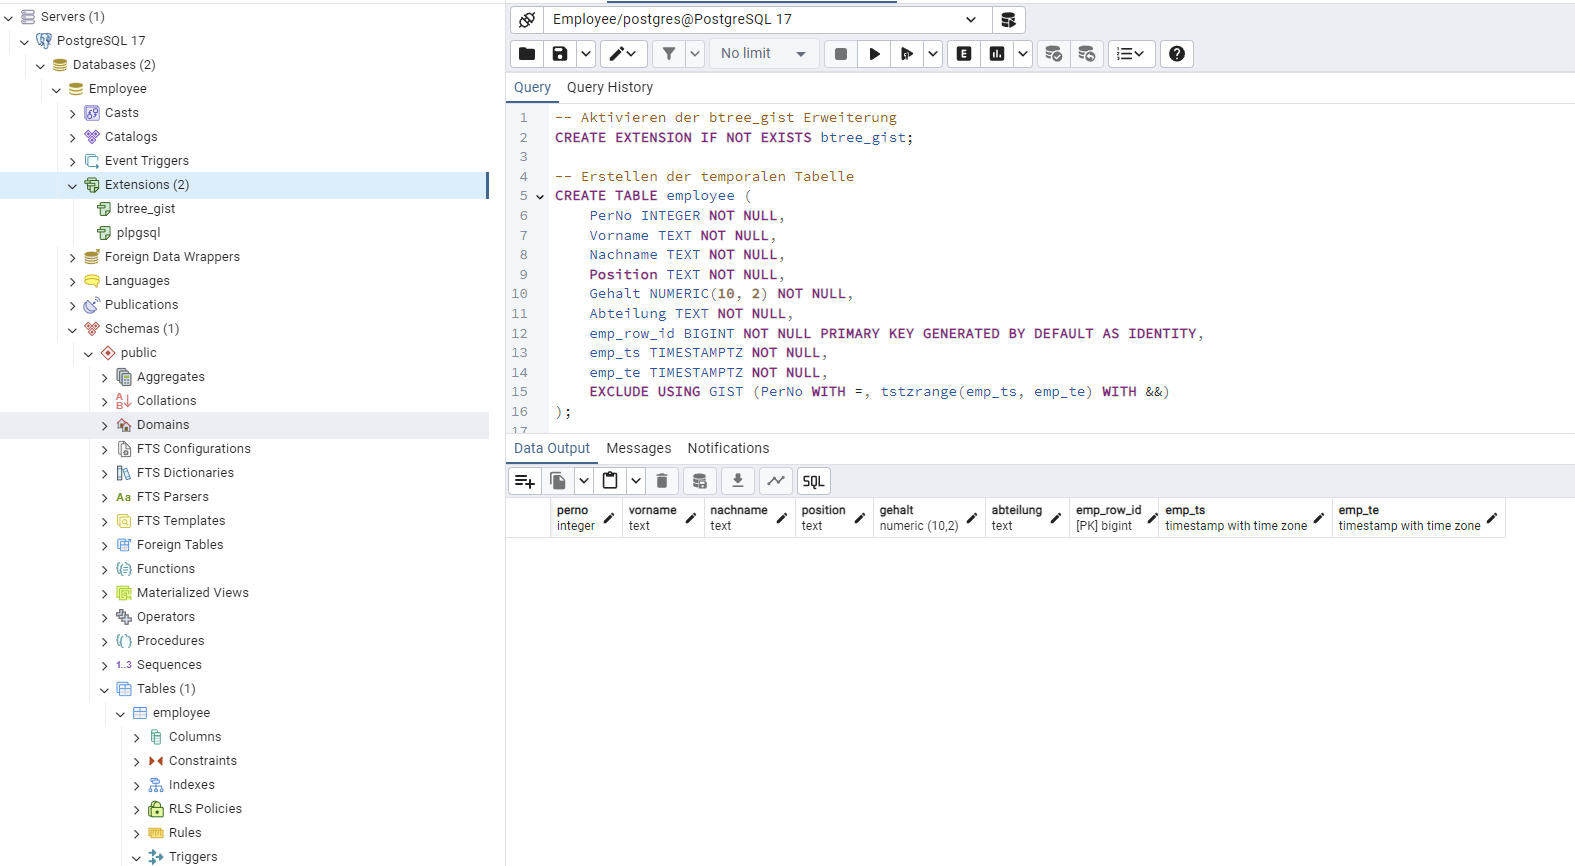 Servers (1)
PostgreSQL 17
Databases (2)
Employee
Casts
Catalogs
Event Triggers
Extensions (2)
btree_gist
plpgsql
Foreign Data Wrappers
Languages
Publications
Schemas (1)
public
Aggregates
Collations
Domains
FTS Configurations
FTS Dictionaries
Aa FTS Parsers
FTS Templates
Foreign Tables
Functions
Materialized Views
Operators
Procedures
1..3 Sequences
Tables (1)
employee
Columns
Constraints
Indexes
RLS Policies
Rules
Triggers
Employee/postgres@PostgreSQL 17
No limit
E
Query Query History
1 -- Aktivieren der btree_gist Erweiterung
2 CREATE EXTENSION IF NOT EXISTS btree_gist;
3
4 -- Erstellen der temporalen Tabelle
5 CREATE TABLE employee (
6 PerNo INTEGER NOT NULL,
7 Vorname TEXT NOT NULL,
8 Nachname TEXT NOT NULL,
9 Position TEXT NOT NULL,
10 Gehalt NUMERIC(10, 2) NOT NULL,
11 Abteilung TEXT NOT NULL,
12 emp_row_id BIGINT NOT NULL PRIMARY KEY GENERATED BY DEFAULT AS IDENTITY,
13 emp_ts TIMESTAMPTZ NOT NULL,
14 emp_te TIMESTAMPTZ NOT NULL,
15 EXCLUDE USING GIST (PerNo WITH =, tstzrange(emp_ts, emp_te) WITH &&)
16 );
17
Data Output Messages Notifications
SQL
perno vorname nachname position gehalt abteilung emp_row_id emp_ts emp_te
integer text text text numeric (10,2) text [PK] bigint timestamp with time zone timestamp with time zone